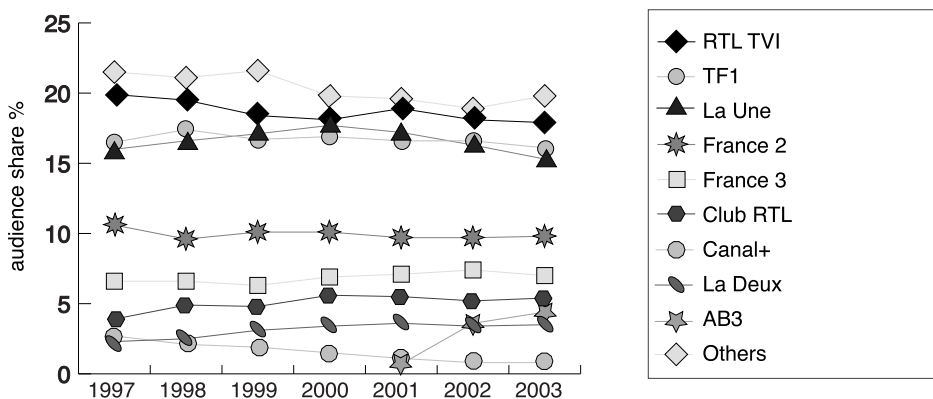 25
20
15
10
5
0
audience share %
1997 1998 1999 2000 2001 2002 2003
RTL TVI
TF1
La Une
France 2
France 3
Club RTL
Canal+
La Deux
AB3
Others